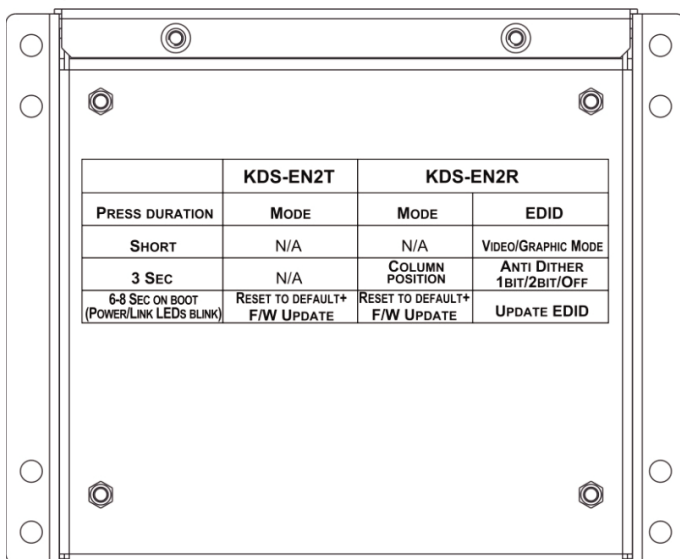 KDS-EN2T KDS-EN2R
PRESS DURATION MODE MODE EDID
SHORT N/A N/A VIDEO/GRAPHIC MODE
3 SEC N/A COLUMN POSITION ANTI DITHER 1BIT/2BIT/OFF
6-8 SEC ON BOOT (POWER/LINK LEDS BLINK) RESET TO DEFAULT+ F/W UPDATE RESET TO DEFAULT+ F/W UPDATE UPDATE EDID